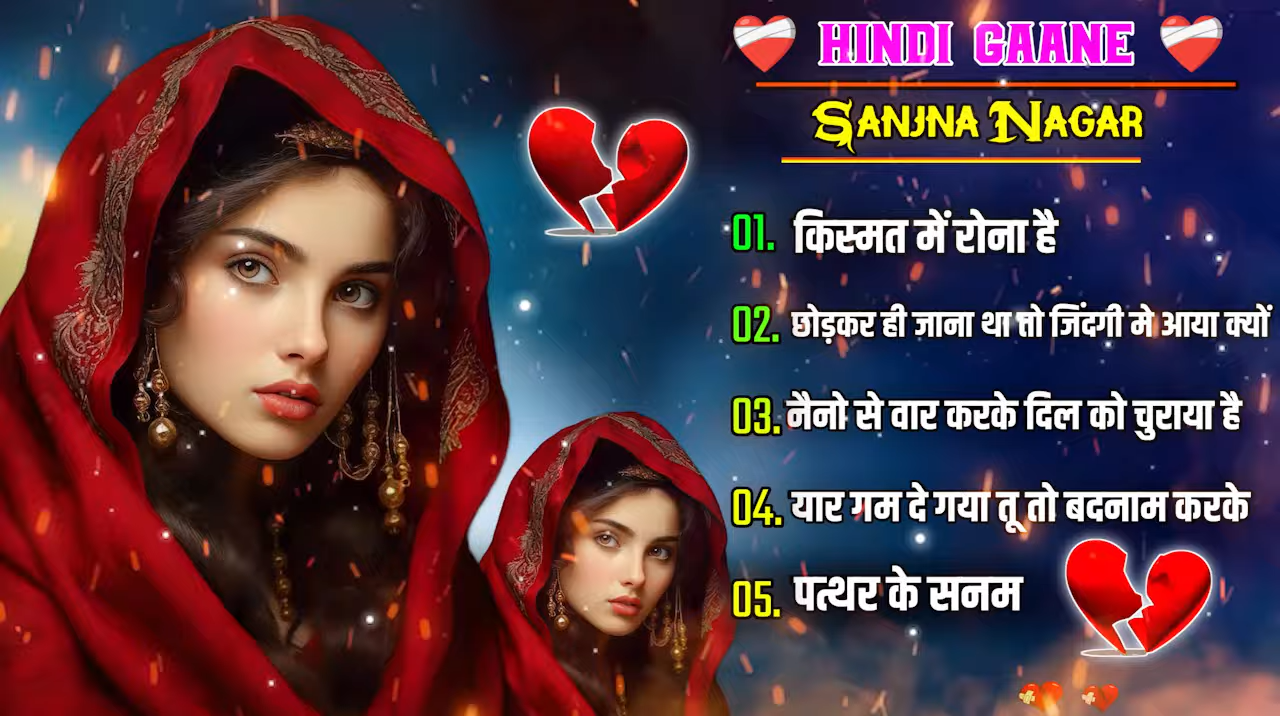 HINDI GAANE
SANJNA NAGAR
01. किस्मत में रोना है
02. छोड़कर ही जाना था तो जिंदगी मे आया क्यों
03. नैनो से वार करके दिल को चुराया है
04. यार गम दे गया तू तो बदनाम करके
05. पत्थर के सनम